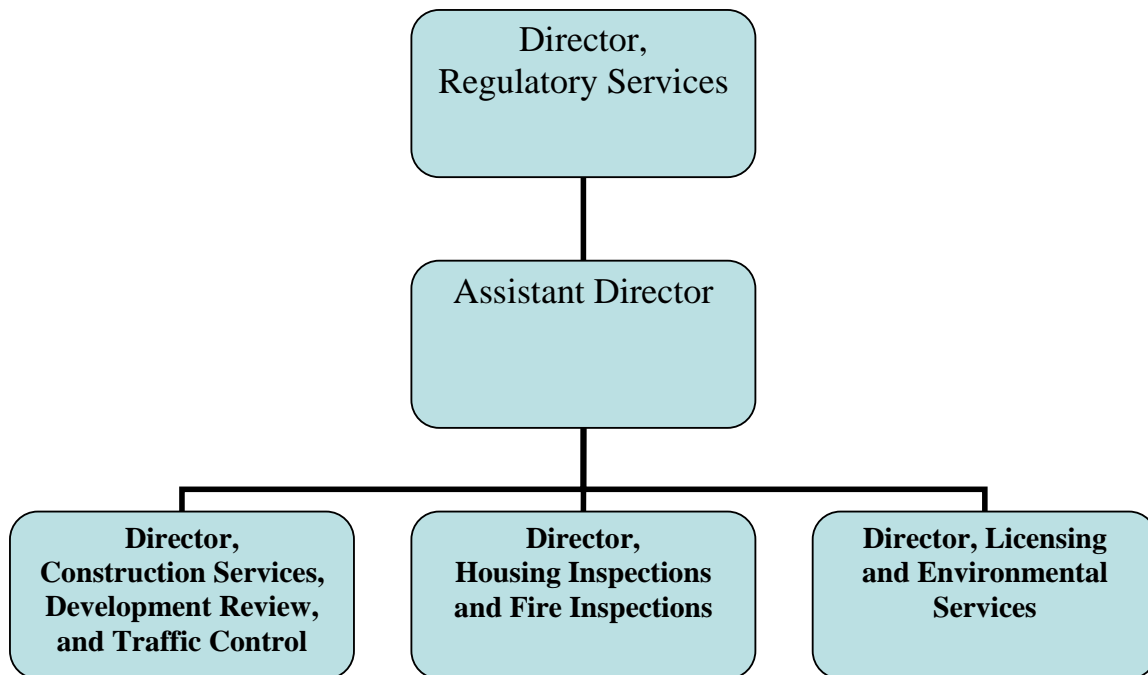 Director,
Regulatory Services
Assistant Director
Director,
Construction Services,
Development Review,
and Traffic Control
Director,
Housing Inspections
and Fire Inspections
Director, Licensing
and Environmental
Services